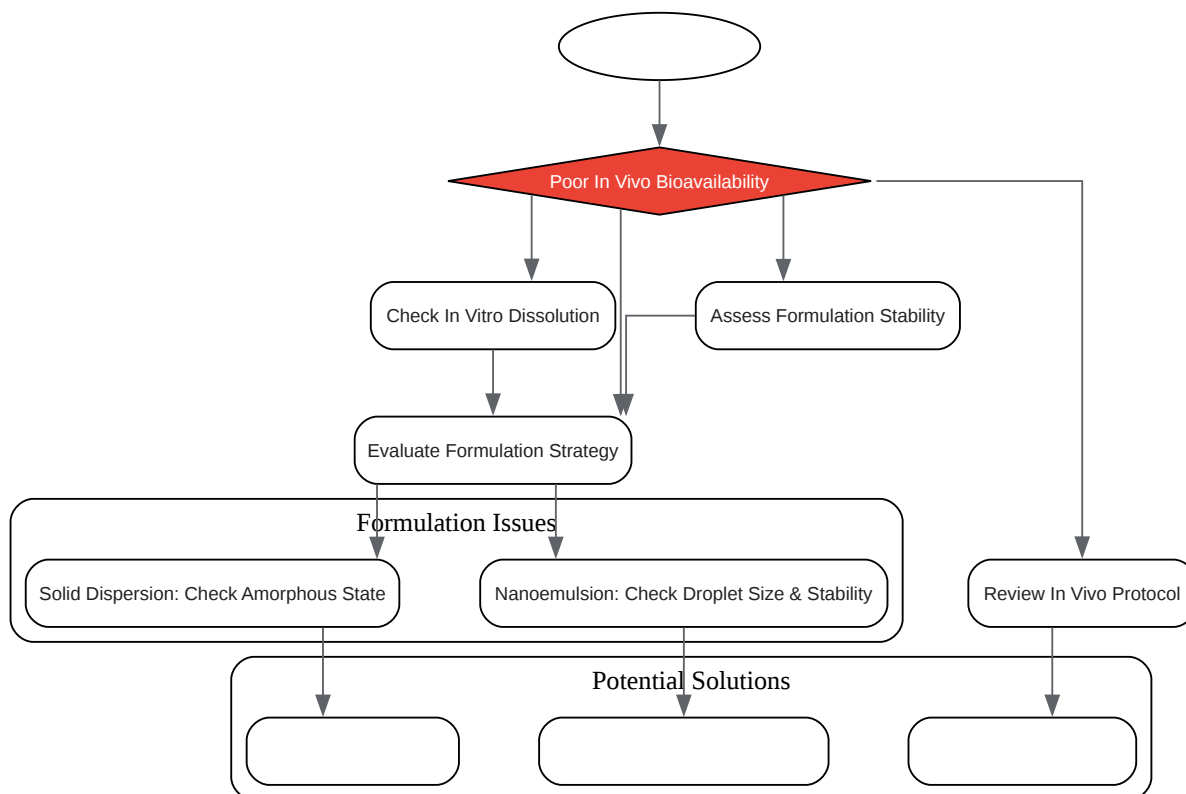 Poor In Vivo Bioavailability
Check In Vitro Dissolution
Assess Formulation Stability
Evaluate Formulation Strategy
Formulation Issues
Solid Dispersion: Check Amorphous State
Nanoemulsion: Check Droplet Size & Stability
Review In Vivo Protocol
Potential Solutions